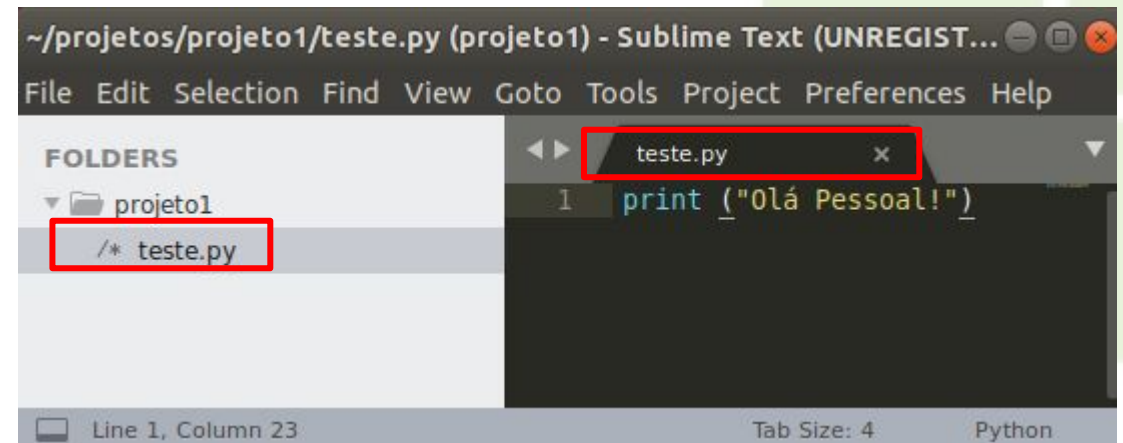 ~/projetos/projeto1/teste.py (projeto1) - Sublime Text (UNREGIST...
File Edit Selection Find View Goto Tools Project Preferences Help
FOLDERS
projeto1
/* teste.py
teste.py
1 print ("Olá Pessoal!")
Line 1, Column 23
Tab Size: 4
Python